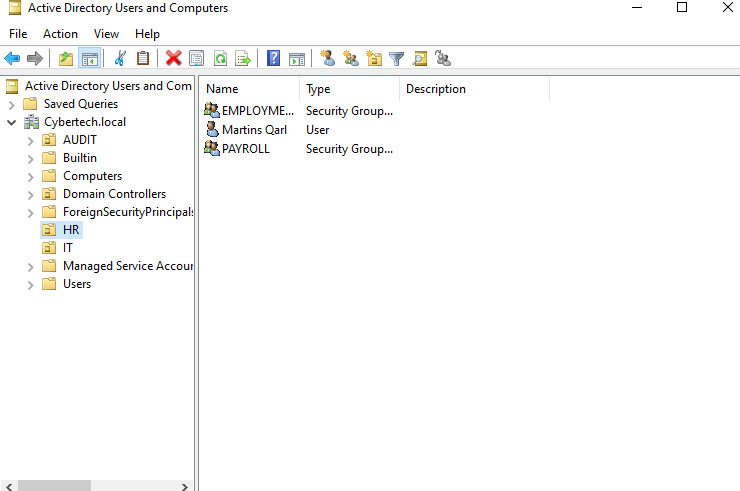 Active Directory Users and Computers
File Action View Help
Active Directory Users and Com
Saved Queries
Cybertech.local
AUDIT
Builtin
Computers
Domain Controllers
ForeignSecurityPrincipals
HR
IT
Managed Service Accour
Users
Name Type Description
EMPLOYME... Security Group...
Martins Qarl User
PAYROLL Security Group...